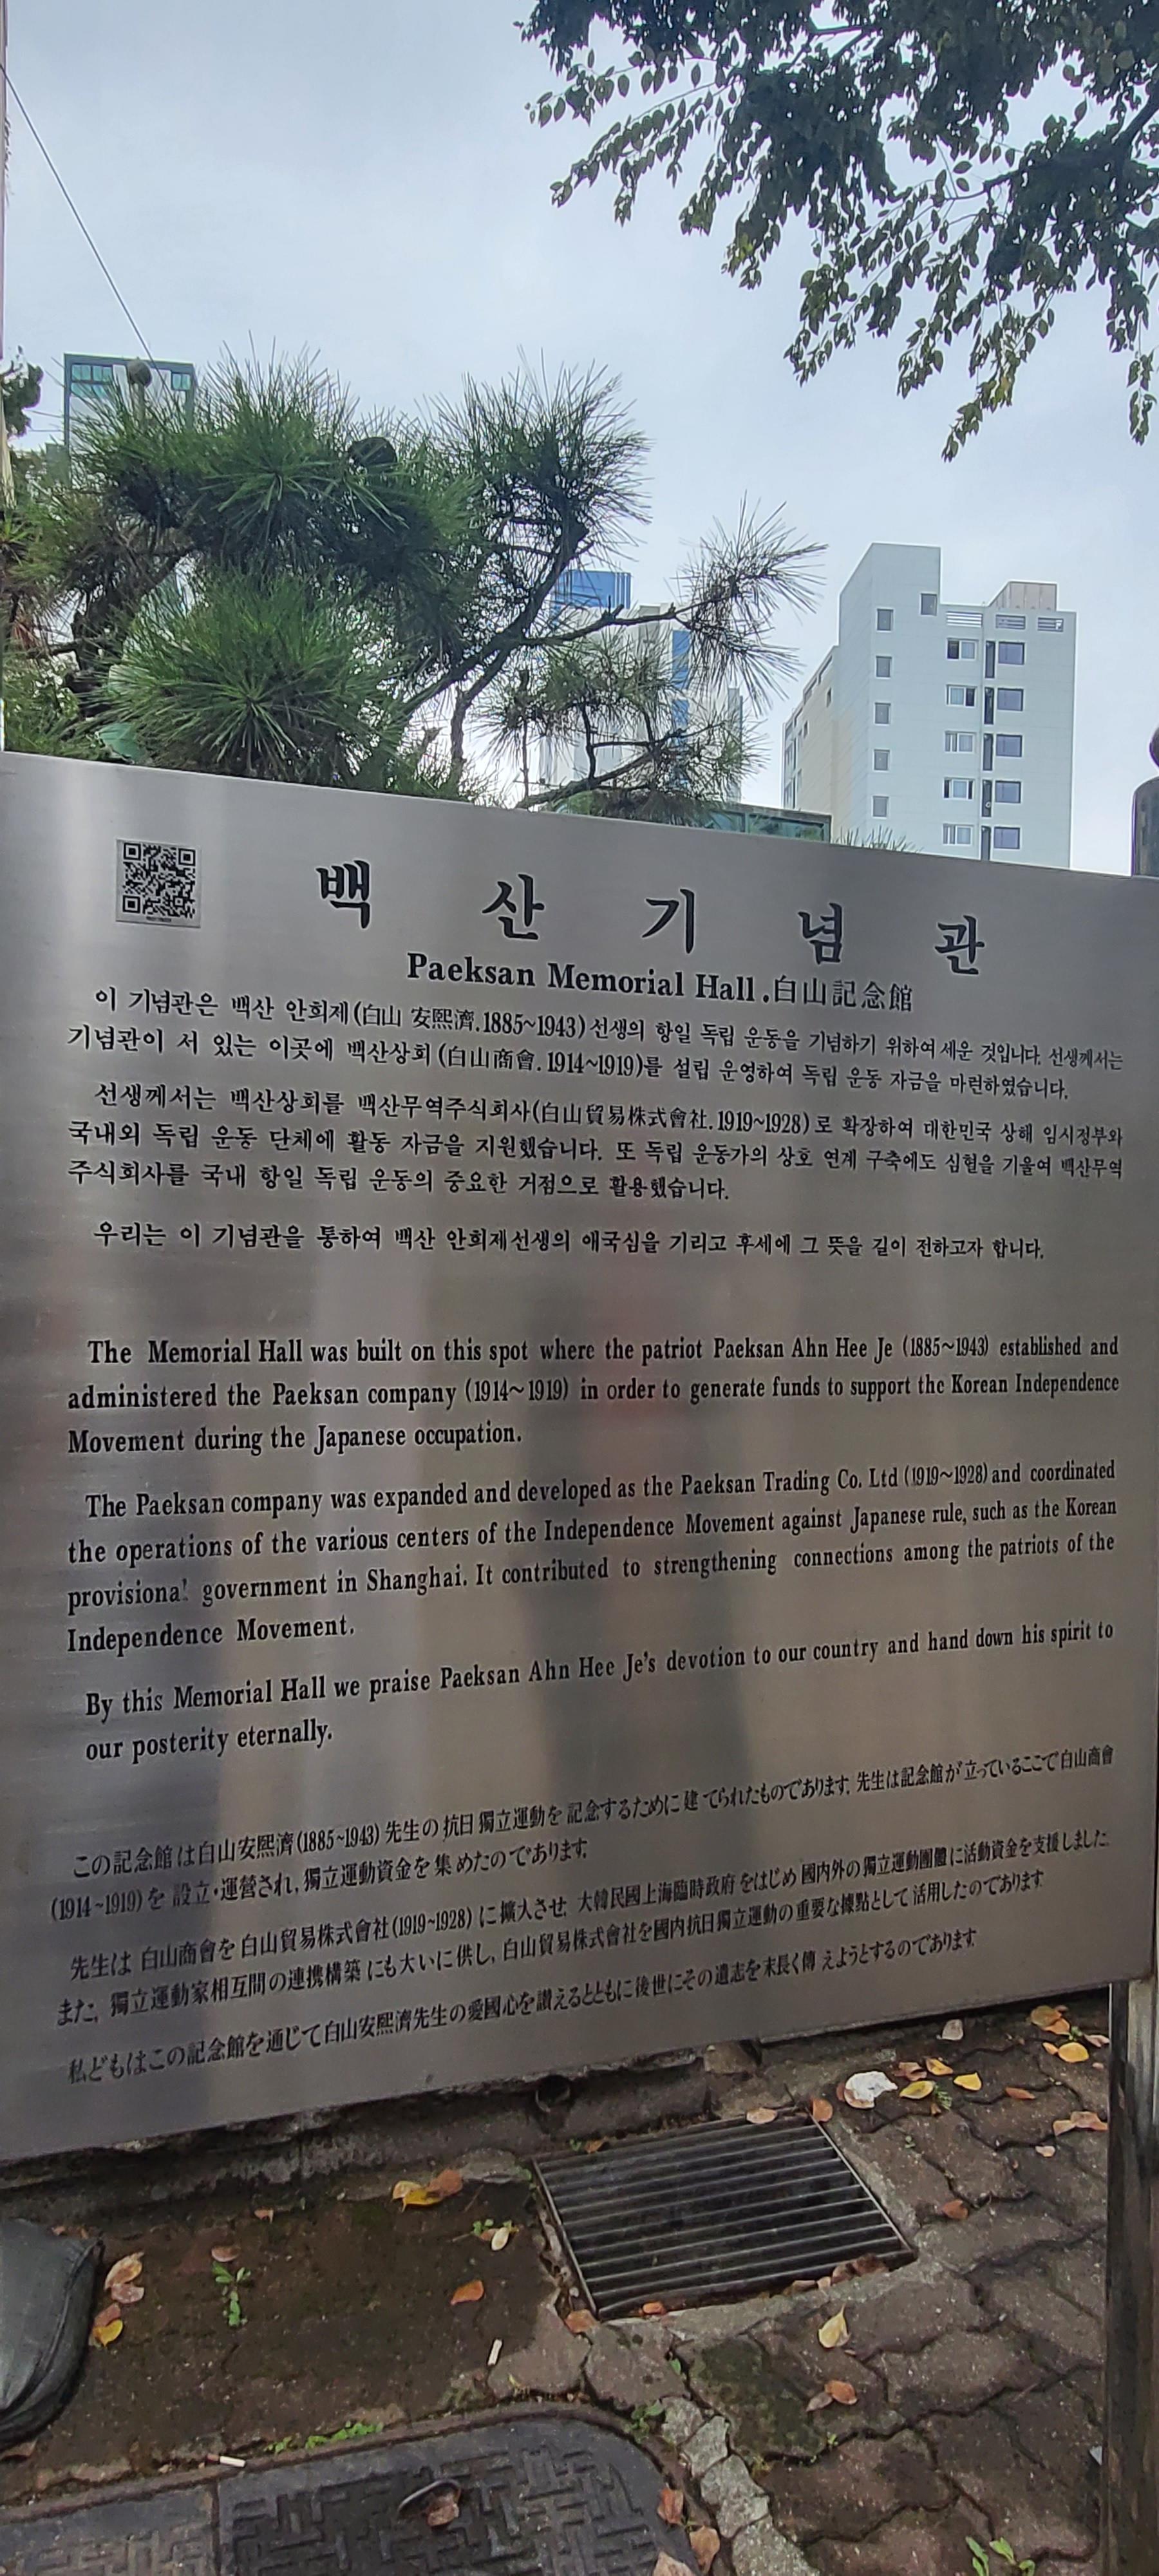 백 산 기 념 관
Paeksan Memorial Hall.白山記念館
이 기념관은 백산 안희제(白山 安熙濟.1885~1943) 선생의 항일 독립 운동을 기념하기 위하여 세운 것입니다. 선생께서는
기념관이 서 있는 이곳에 백산상회(白山商會. 1914~1919)를 설립 운영하여 독립 운동 자금을 마련하였습니다.
선생께서는 백산상회를 백산무역주식회사(白山貿易株式會社. 1919~1928)로 확장하여 대한민국 상해 임시정부와
국내외 독립 운동 단체에 활동 자금을 지원했습니다. 또 독립 운동가의 상호 연계 구축에도 심혈을 기울여 백산무역
주식회사를 국내 항일 독립 운동의 중요한 거점으로 활용했습니다.
우리는 이 기념관을 통하여 백산 안희제선생의 애국심을 기리고 후세에 그 뜻을 길이 전하고자 합니다.
The Memorial Hall was built on this spot where the patriot Paeksan Ahn Hee Je (1885~1943) established and
administered the Paeksan company (1914~1919) in order to generate funds to support the Korean Independence
Movement during the Japanese occupation.
The Paeksan company was expanded and developed as the Paeksan Trading Co. Ltd (1919~1928) and coordinated
the operations of the various centers of the Independence Movement against Japanese rule, such as the Korean
provisional government in Shanghai. It contributed to strengthening connections among the patriots of the
Independence Movement.
By this Memorial Hall we praise Paeksan Ahn Hee Je's devotion to our country and hand down his spirit to
our posterity eternally.
この記念館は白山安熙濟(1885~1943) 先生の抗日獨立運動を記念するために建てられたものであります. 先生は記念館が立っているここで白山商會
(1914~1919)を設立・運營され, 獨立運動資金を集めたのであります.
先生は 白山商會を白山貿易株式會社(1919~1928)に擴大させ, 大韓民國上海臨時政府をはじめ國内外の獨立運動團體に活動資金を支援しました.
また, 獨立運動家相互間の連携構築にも大いに供し, 白山貿易株式會社を國内抗日獨立運動の重要な據點として活用したのであります.
私どもはこの記念館を通じて白山安熙濟先生の愛國心を讃えるとともに後世にその遺志を末長く傳えようとするのであります.